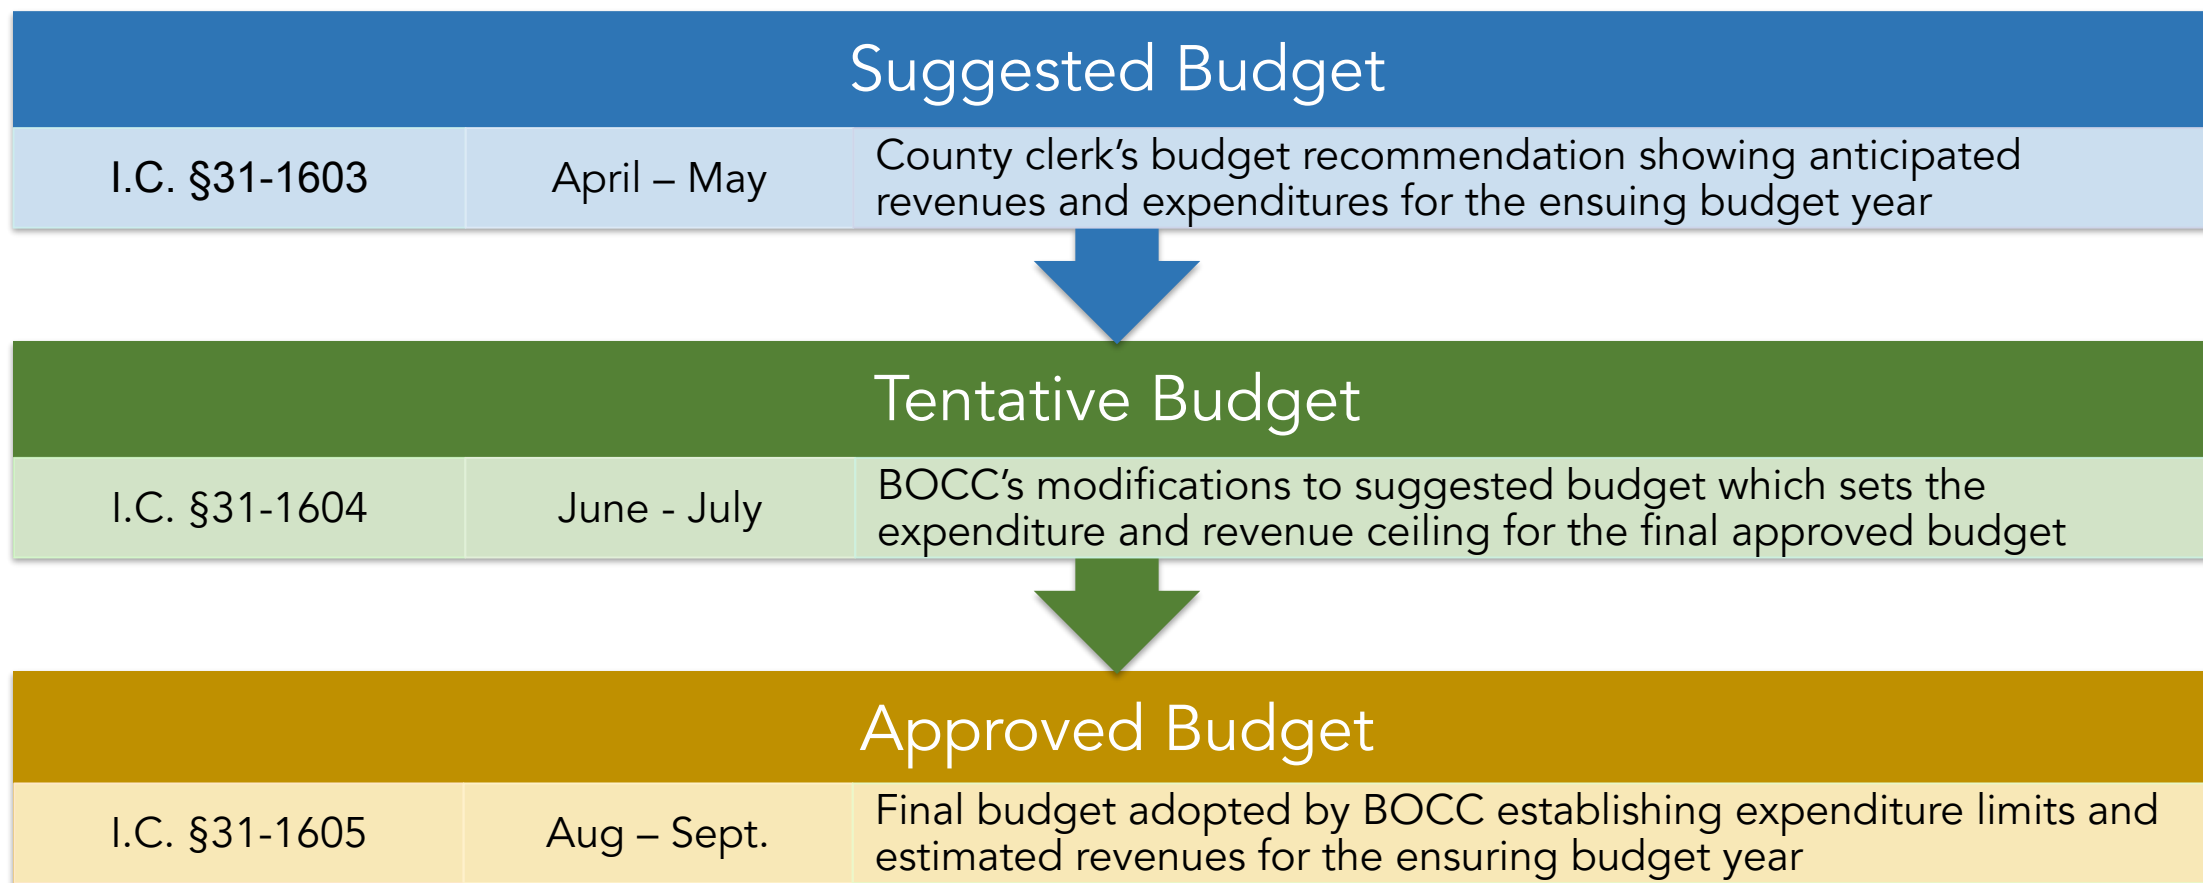 Suggested Budget
I.C. §31-1603
April – May
County clerk’s budget recommendation showing anticipated
revenues and expenditures for the ensuing budget year
Tentative Budget
I.C. §31-1604
June - July
BOCC’s modifications to suggested budget which sets the
expenditure and revenue ceiling for the final approved budget
Approved Budget
I.C. §31-1605
Aug – Sept.
Final budget adopted by BOCC establishing expenditure limits and
estimated revenues for the ensuring budget year